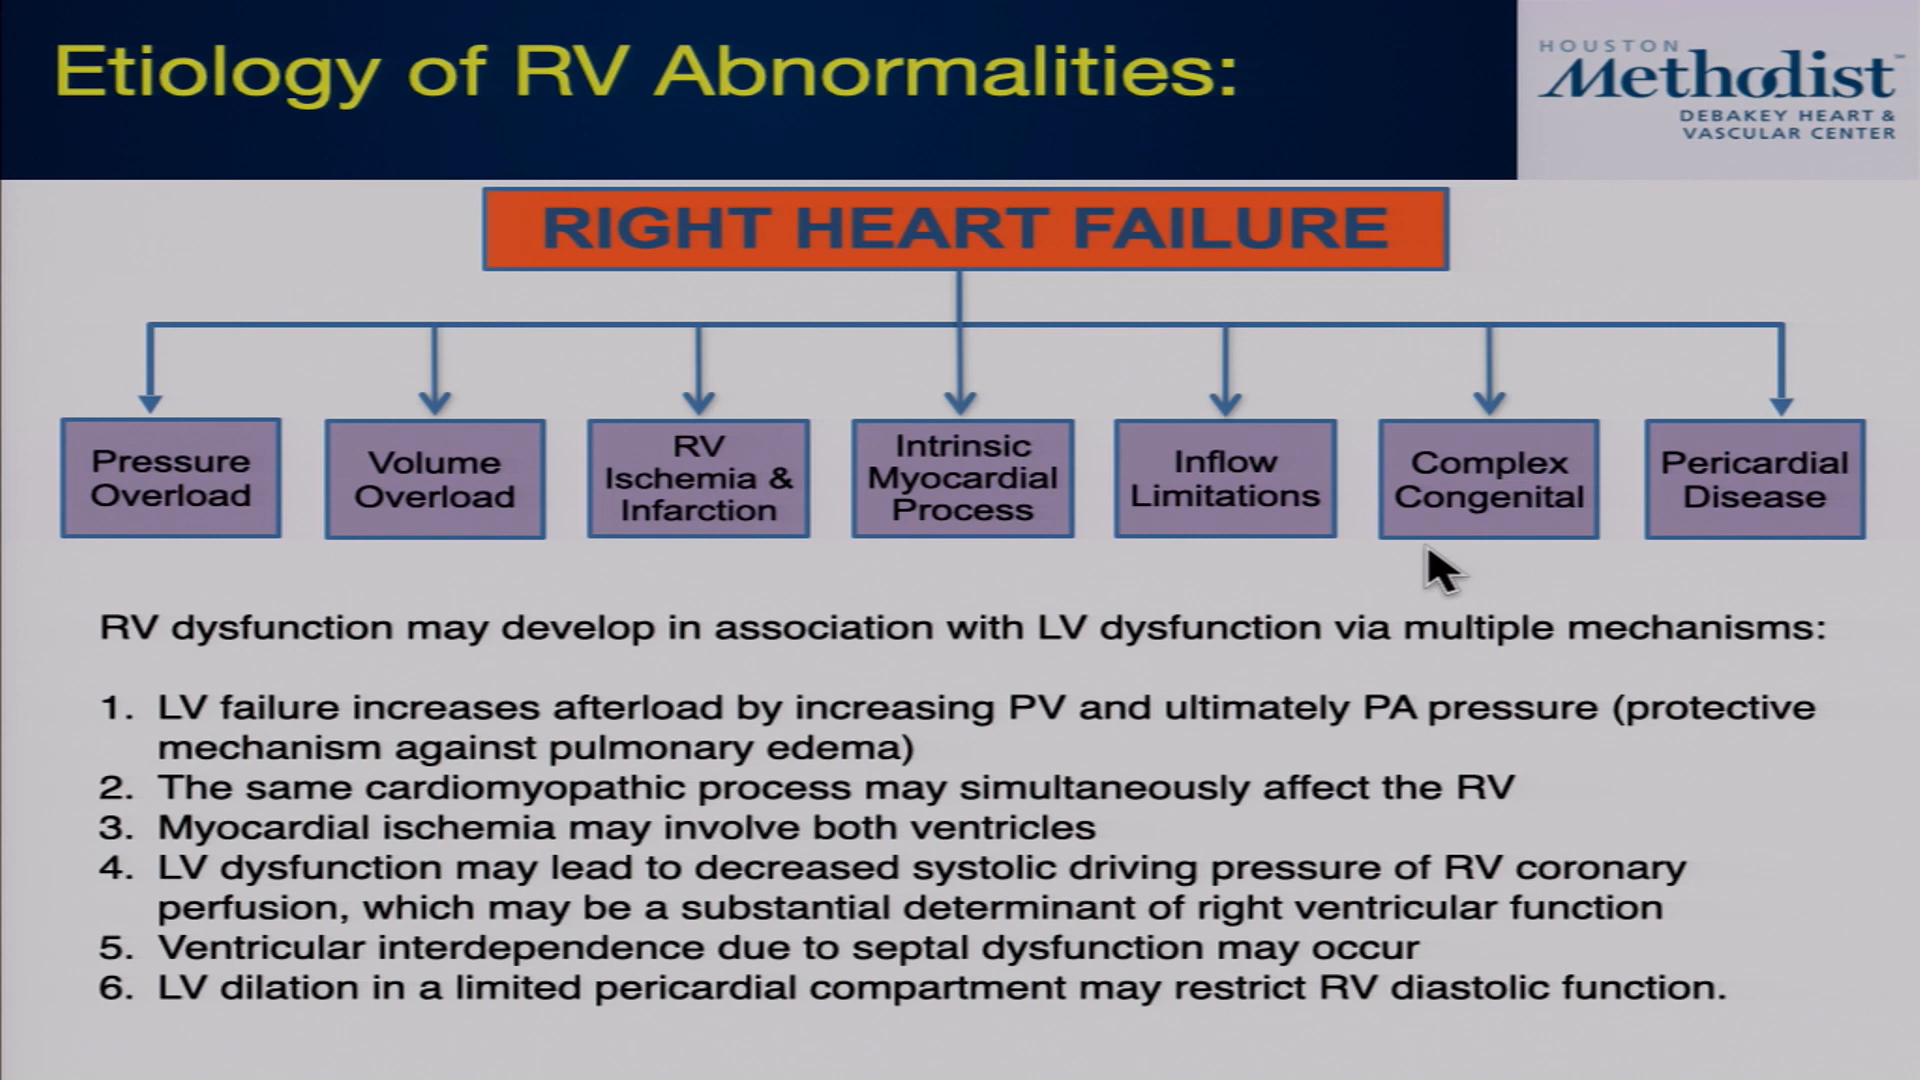 Etiology of RV Abnormalities:
HOUSTON
Methodist
DEBAKEY HEART &
VASCULAR CENTER
RIGHT HEART FAILURE
Pressure
Overload
Volume
Overload
RV
Ischemia &
Infarction
Intrinsic
Myocardial
Process
Inflow
Limitations
Complex
Congenital
Pericardial
Disease
RV dysfunction may develop in association with LV dysfunction via multiple mechanisms:
1. LV failure increases afterload by increasing PV and ultimately PA pressure (protective
mechanism against pulmonary edema)
2. The same cardiomyopathic process may simultaneously affect the RV
3. Myocardial ischemia may involve both ventricles
4. LV dysfunction may lead to decreased systolic driving pressure of RV coronary
perfusion, which may be a substantial determinant of right ventricular function
5. Ventricular interdependence due to septal dysfunction may occur
6. LV dilation in a limited pericardial compartment may restrict RV diastolic function.